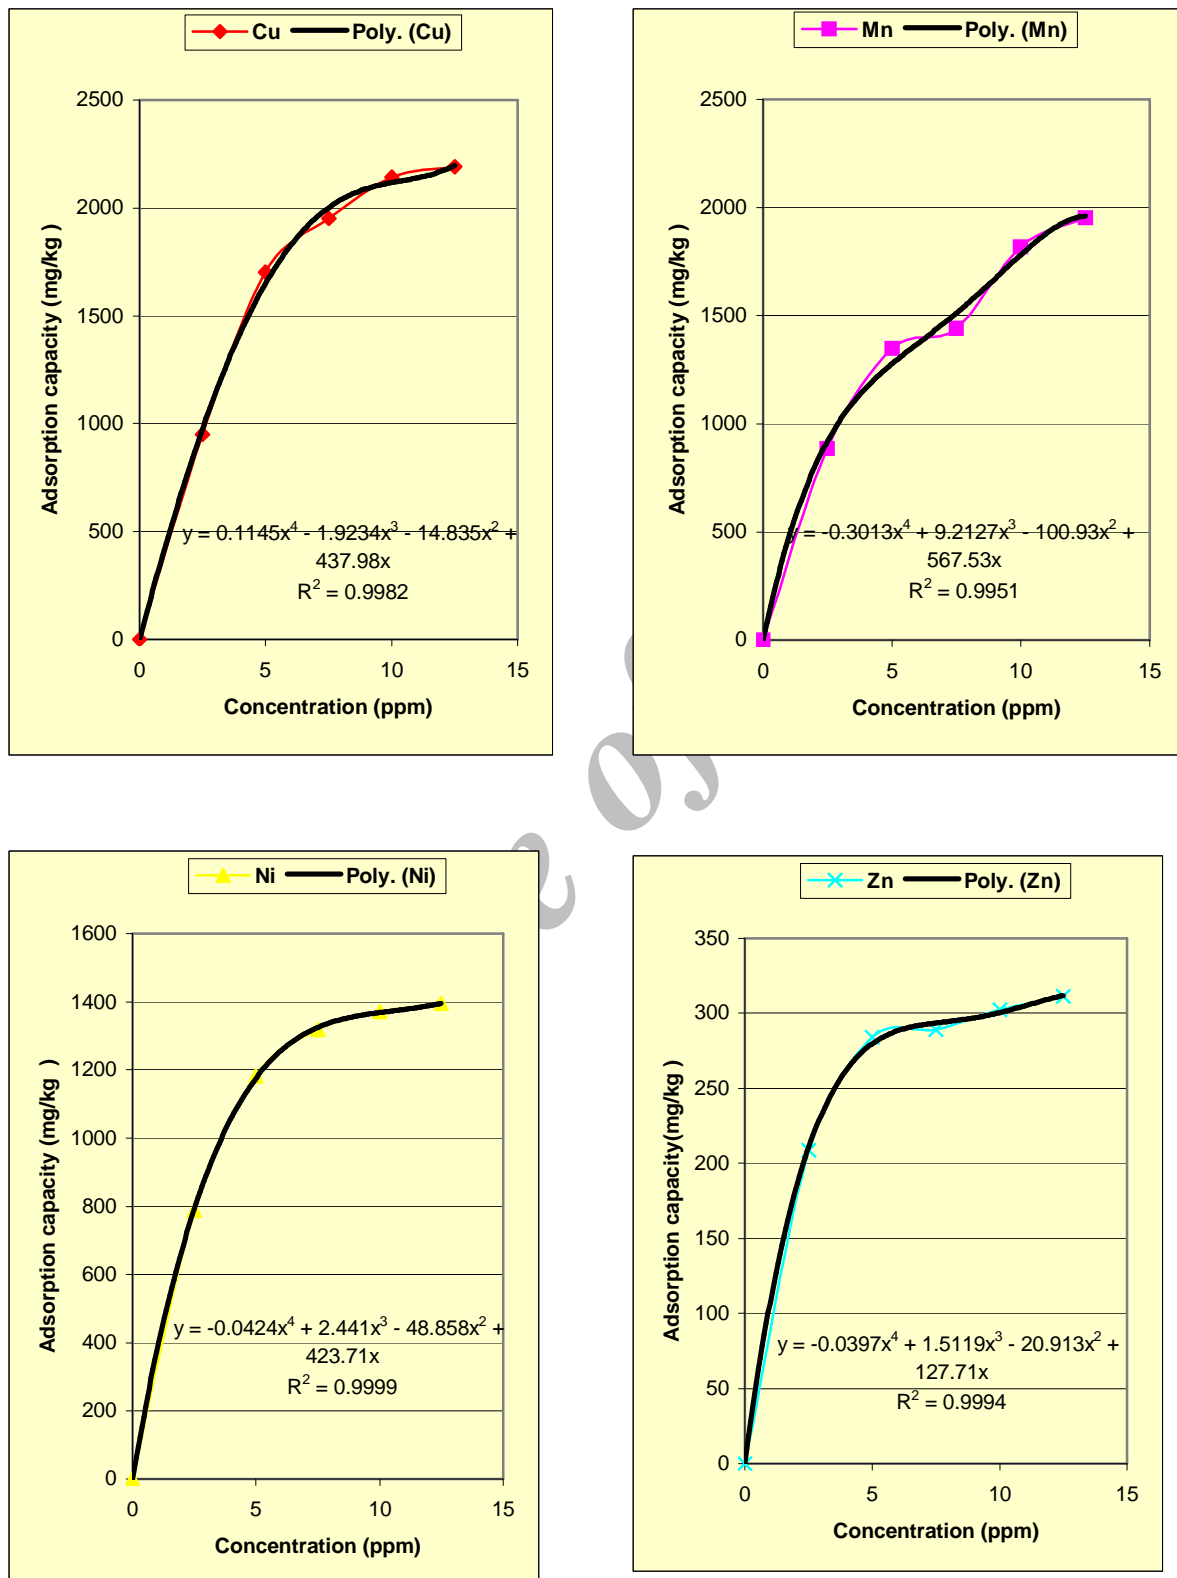 Cu Poly. (Cu)
2500
2000
1500
1000
500
0
Adsorption capacity (mg/kg )
y = 0.1145x⁴ - 1.9234x³ - 14.835x² +
437.98x
R² = 0.9982
0 5 10 15
Concentration (ppm)
Mn Poly. (Mn)
2500
2000
1500
1000
500
0
Adsorption capacity (mg/kg )
y = -0.3013x⁴ + 9.2127x³ - 100.93x² +
567.53x
R² = 0.9951
0 5 10 15
Concentration (ppm)
e of
Ni Poly. (Ni)
1600
1400
1200
1000
800
600
400
200
0
Adsorption capacity (mg/kg )
y = -0.0424x⁴ + 2.441x³ - 48.858x² +
423.71x
R² = 0.9999
0 5 10 15
Concentration (ppm)
Zn Poly. (Zn)
350
300
250
200
150
100
50
0
Adsorption capacity(mg/kg )
y = -0.0397x⁴ + 1.5119x³ - 20.913x² +
127.71x
R² = 0.9994
0 5 10 15
Concentration (ppm)